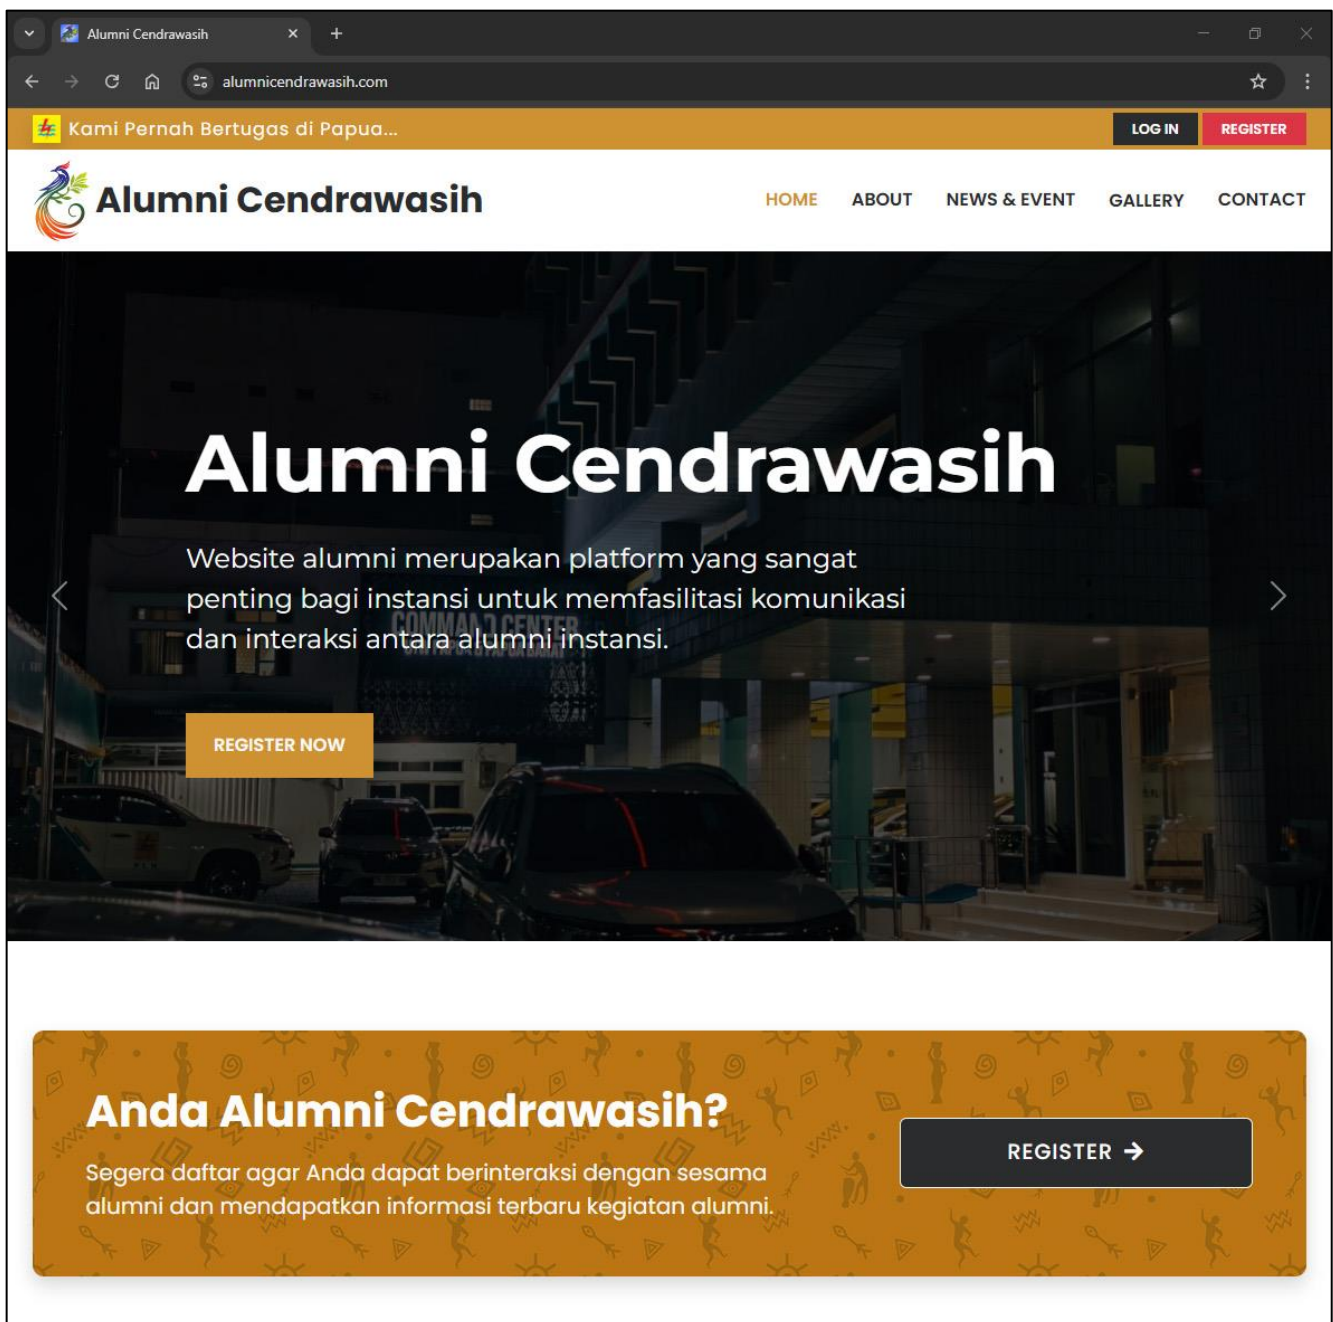 Alumni Cendrawasih
alumnicendrawasih.com
Kami Pernah Bertugas di Papua...
LOG IN
REGISTER
Alumni Cendrawasih
HOME
ABOUT
NEWS & EVENT
GALLERY
CONTACT
Alumni Cendrawasih
Website alumni merupakan platform yang sangat
penting bagi instansi untuk memfasilitasi komunikasi
dan interaksi antara alumni instansi.
COMMAND CENTER
REGISTER NOW
Anda Alumni Cendrawasih?
Segera daftar agar Anda dapat berinteraksi dengan sesama
alumni dan mendapatkan informasi terbaru kegiatan alumni.
REGISTER →